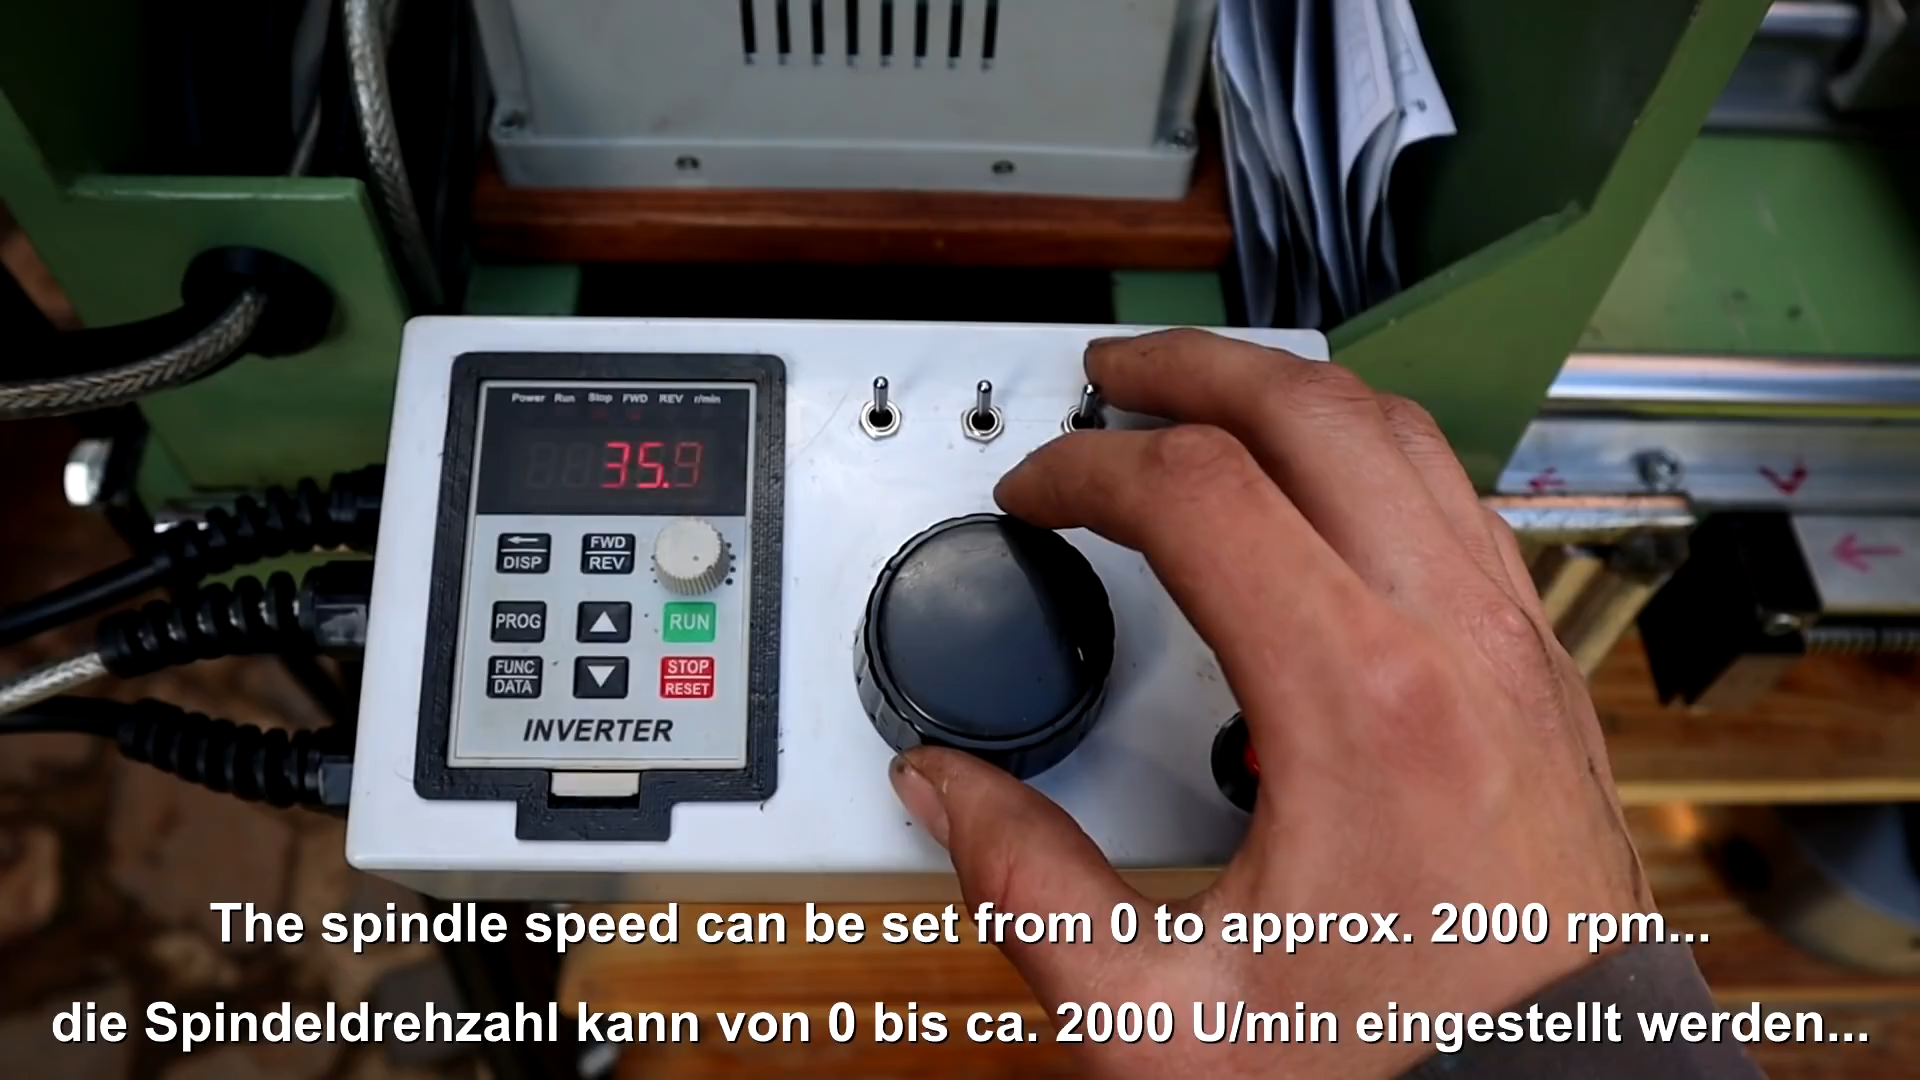 Power Run Stop FWD REV r/min
35.9
DISP
FWD
REV
PROG
RUN
FUNC
DATA
STOP
RESET
INVERTER
The spindle speed can be set from 0 to approx. 2000 rpm...
die Spindeldrehzahl kann von 0 bis ca. 2000 U/min eingestellt werden...